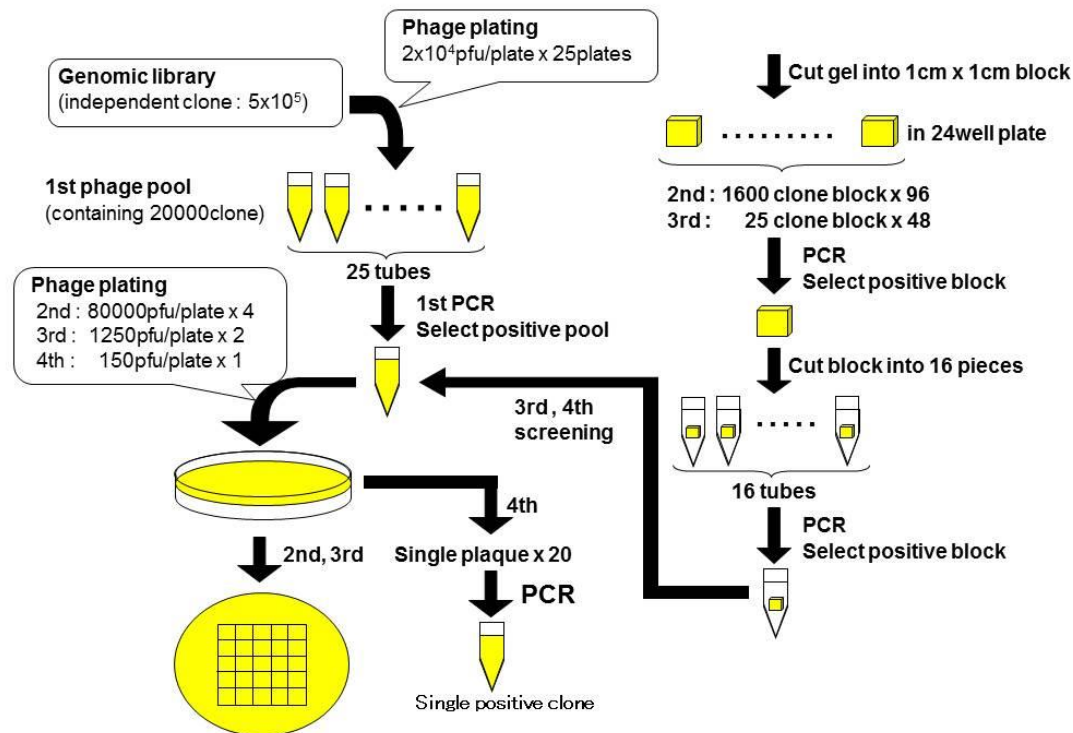 Phage plating
2x10⁴pfu/plate x 25plates
Genomic library
(independent clone : 5x10⁵)
1st phage pool
(containing 20000clone)
25 tubes
Phage plating
2nd : 80000pfu/plate x 4
3rd : 1250pfu/plate x 2
4th : 150pfu/plate x 1
1st PCR
Select positive pool
3rd , 4th
screening
4th
2nd, 3rd
Single plaque x 20
PCR
Single positive clone
Cut gel into 1cm x 1cm block
in 24well plate
2nd : 1600 clone block x 96
3rd : 25 clone block x 48
PCR
Select positive block
Cut block into 16 pieces
16 tubes
PCR
Select positive block